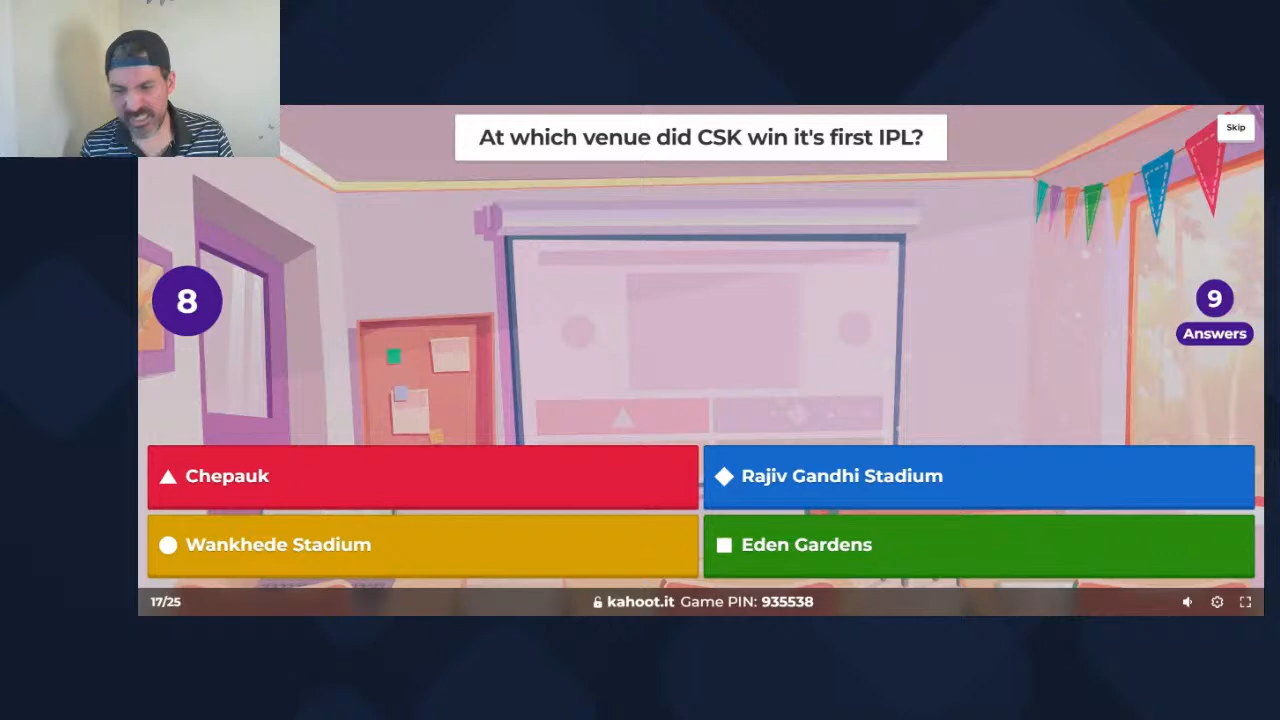 At which venue did CSK win it's first IPL?
Skip
8
9
Answers
Chepauk
Rajiv Gandhi Stadium
Wankhede Stadium
Eden Gardens
17/25
kahoot.it Game PIN: 935538